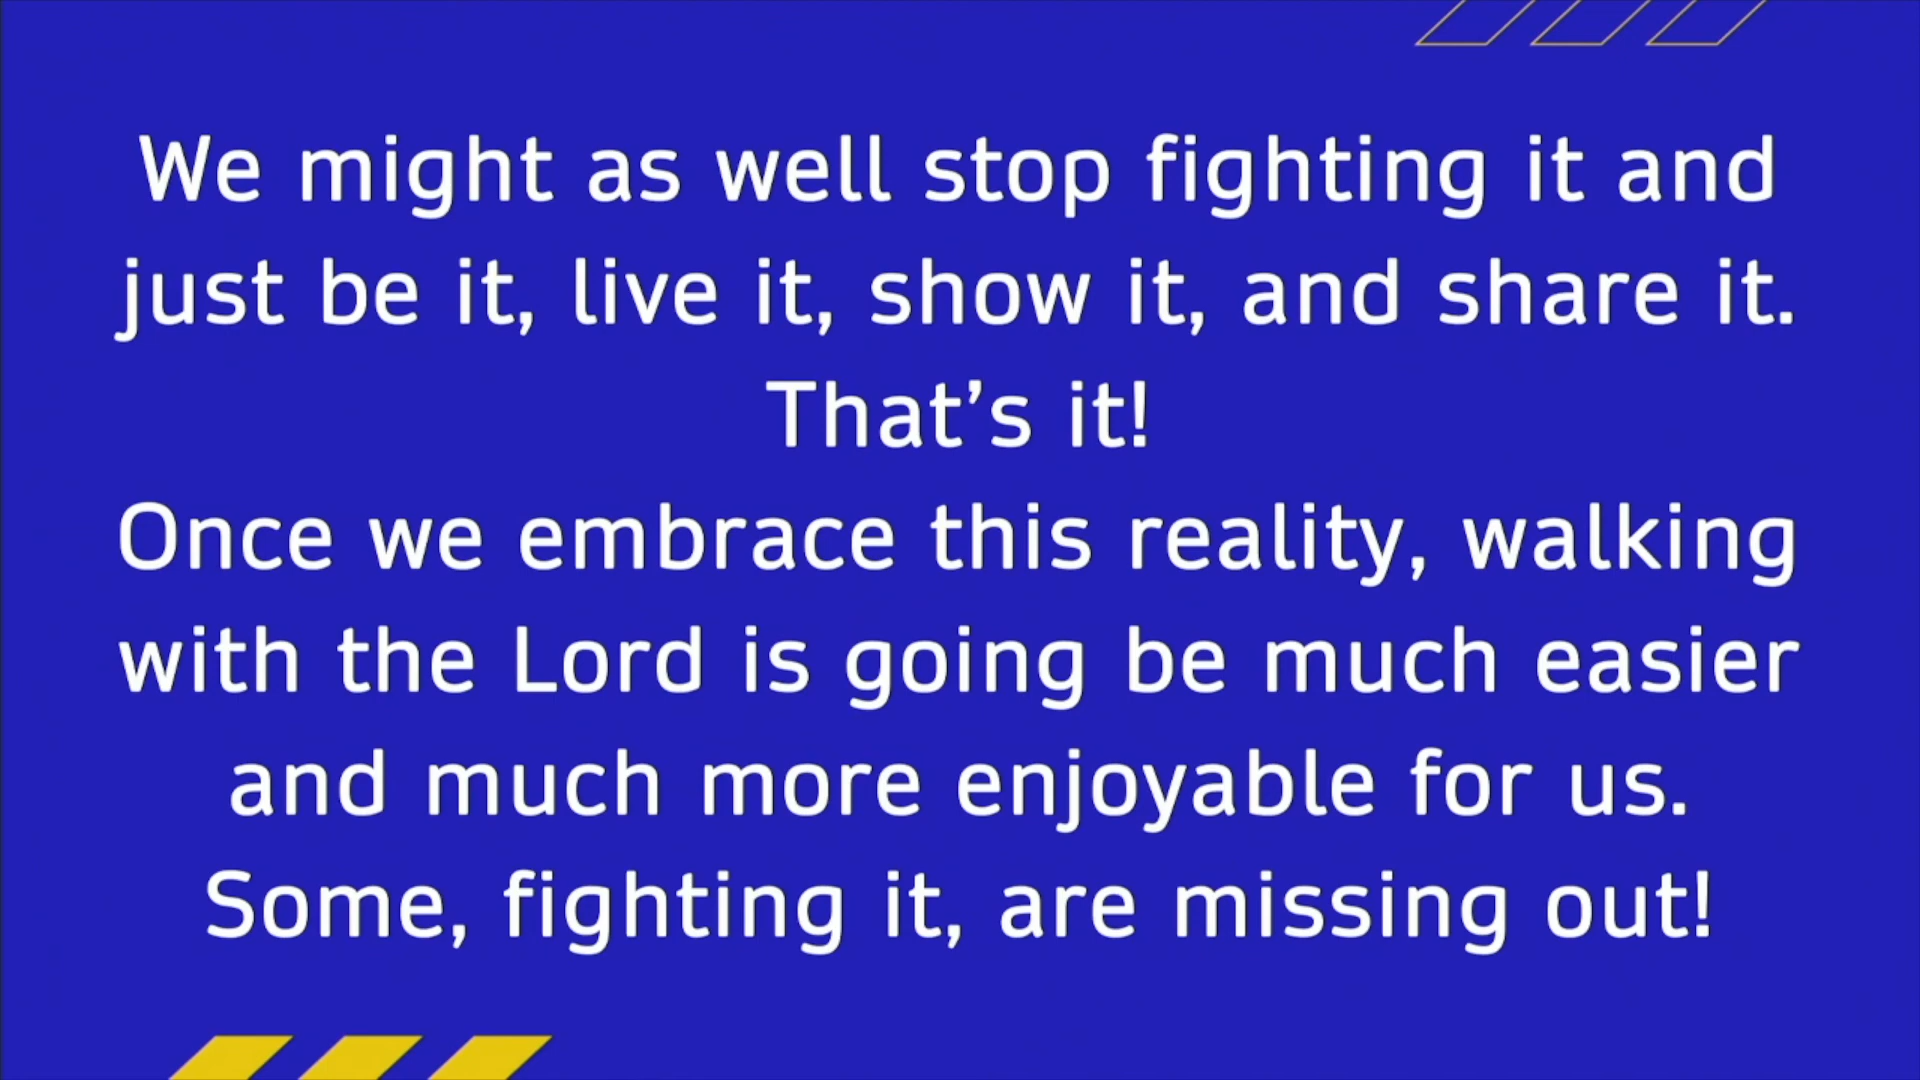 We might as well stop fighting it and
just be it, live it, show it, and share it.
That’s it!
Once we embrace this reality, walking
with the Lord is going be much easier
and much more enjoyable for us.
Some, fighting it, are missing out!